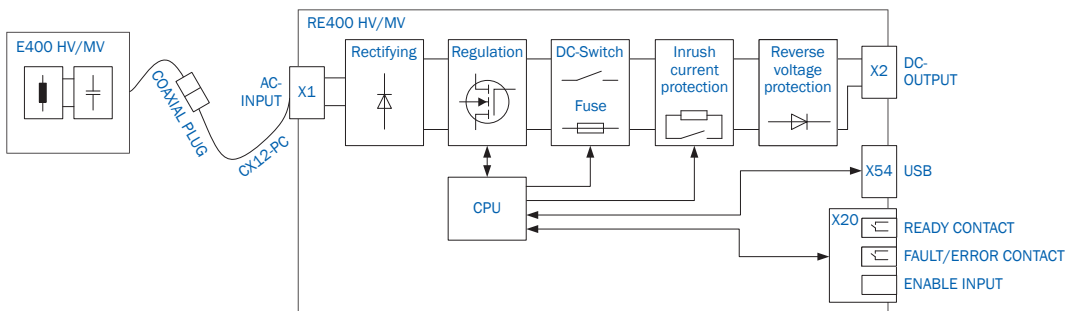 RE400 HV/MV
E400 HV/MV
COAXIAL PLUG
CX12-PC
AC-
INPUT
X1
Rectifying
Regulation
DC-Switch
Fuse
Inrush
current
protection
Reverse
voltage
protection
X2
DC-
OUTPUT
CPU
X54
USB
X20
READY CONTACT
FAULT/ERROR CONTACT
ENABLE INPUT